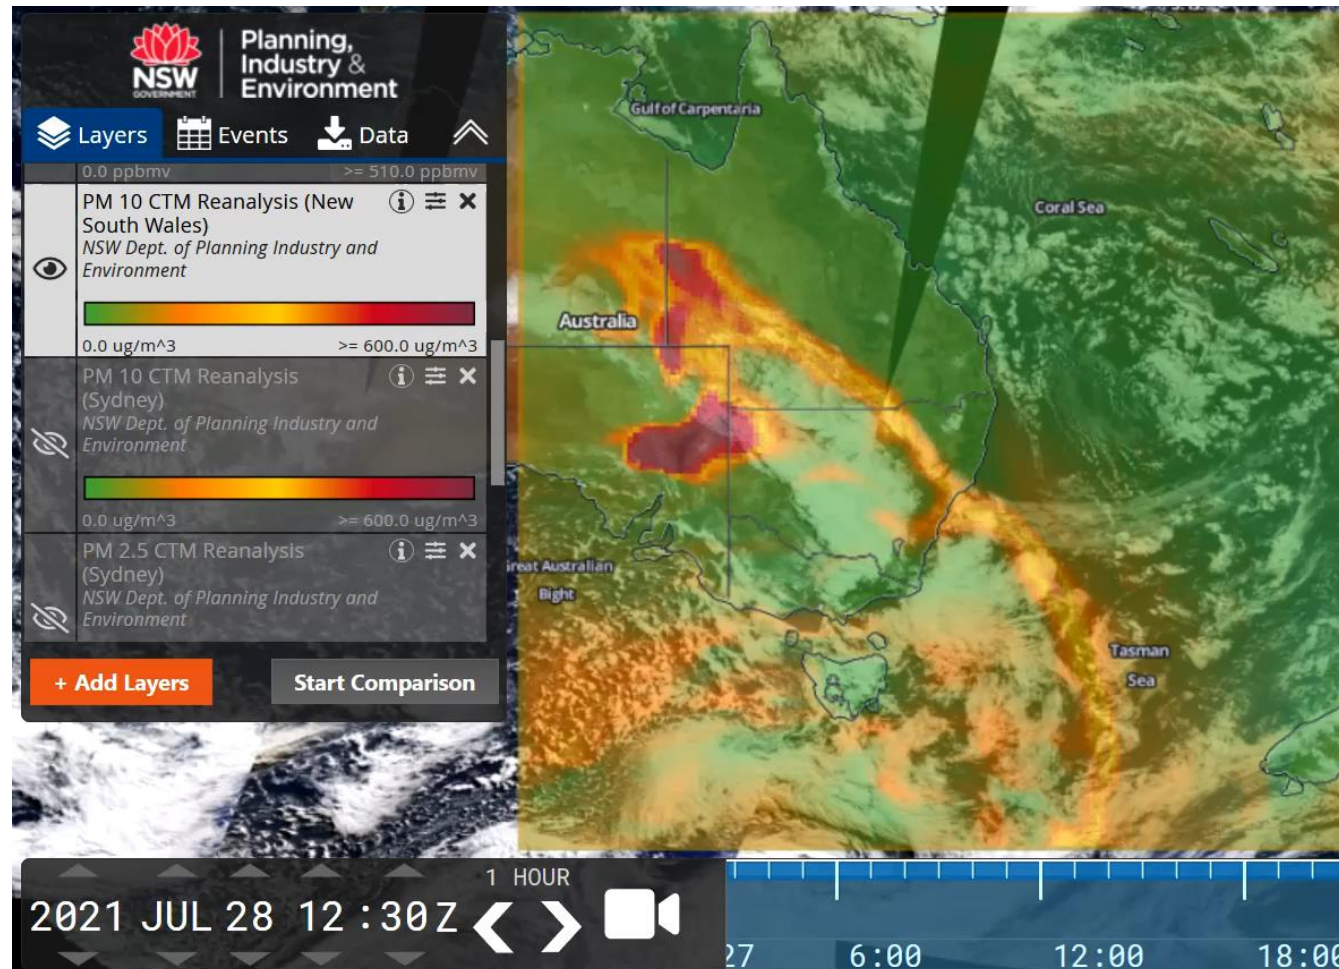 Planning,
Industry &
Environment
NSW
GOVERNMENT
Layers
Events
Data
0.0 ppbmv
>= 510.0 ppbmv
PM 10 CTM Reanalysis (New
South Wales)
NSW Dept. of Planning Industry and
Environment
0.0 ug/m^3
>= 600.0 ug/m^3
PM 10 CTM Reanalysis
(Sydney)
NSW Dept. of Planning Industry and
Environment
0.0 ug/m^3
>= 600.0 ug/m^3
PM 2.5 CTM Reanalysis
(Sydney)
NSW Dept. of Planning Industry and
Environment
+ Add Layers
Start Comparison
Gulf of Carpentaria
Coral Sea
Australia
reat Australian
Bight
Tasman
Sea
1 HOUR
2021 JUL 28 12 :30Z
27
6:00
12:00
18:00